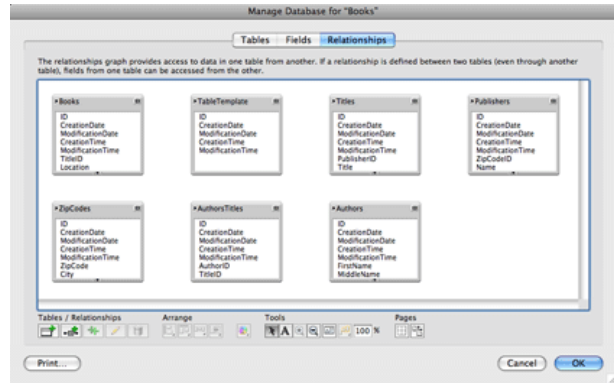 Manage Database for "Books"
Tables Fields Relationships
The relationships graph provides access to data in one table from another. If a relationship is defined between two tables (even through another
table), fields from one table can be accessed from the other.
Books
ID
CreationDate
ModificationDate
CreationTime
ModificationTime
TitleID
Location
TableTemplate
ID
CreationDate
ModificationDate
CreationTime
ModificationTime
Titles
ID
CreationDate
ModificationDate
CreationTime
ModificationTime
PublisherID
Title
Publishers
ID
CreationDate
ModificationDate
CreationTime
ModificationTime
ZipCodeID
Name
ZipCodes
ID
CreationDate
ModificationDate
CreationTime
ModificationTime
ZipCode
City
AuthorsTitles
ID
CreationDate
ModificationDate
CreationTime
ModificationTime
AuthorID
TitleID
Authors
ID
CreationDate
ModificationDate
CreationTime
ModificationTime
FirstName
MiddleName
Tables / Relationships Arrange Tools Pages
A 100 %
Print... Cancel OK